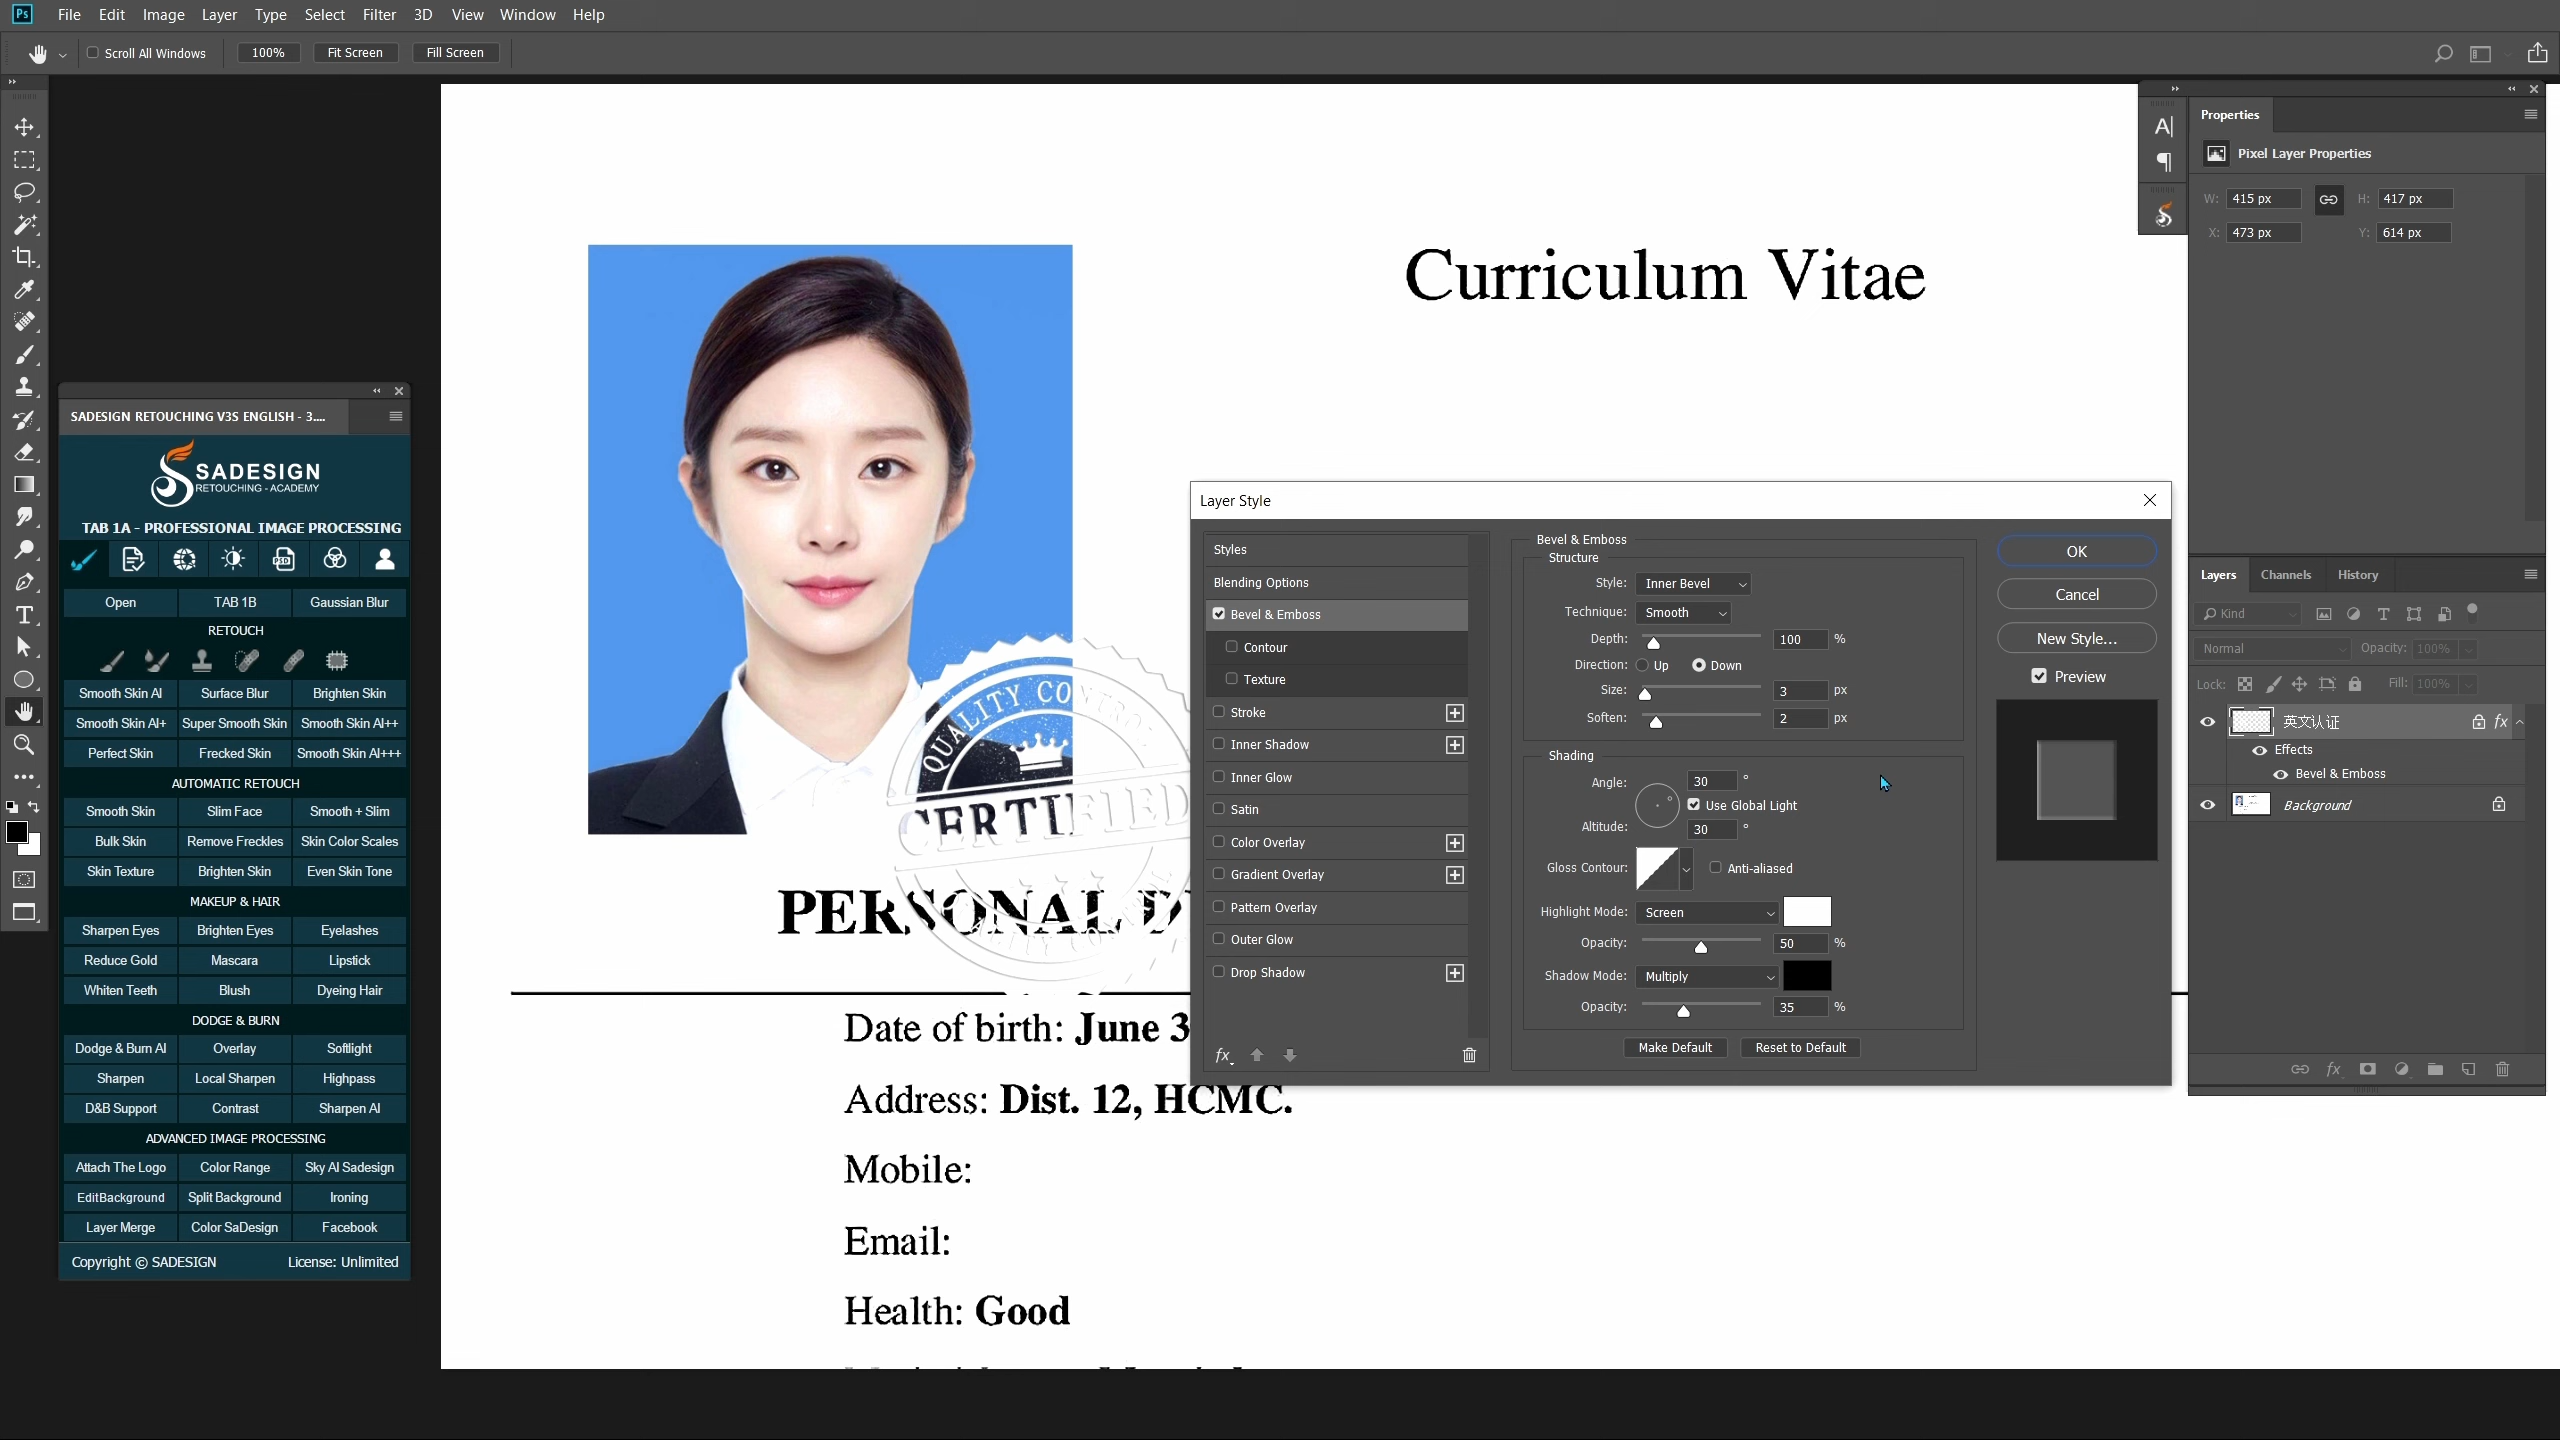 Ps File Edit Image Layer Type Select Filter 3D View Window Help
Scroll All Windows 100% Fit Screen Fill Screen
SADESIGN RETOUCHING V3S ENGLISH - 3....
SADESIGN
RETOUCHING - ACADEMY
TAB 1A - PROFESSIONAL IMAGE PROCESSING
PSD
Open TAB 1B Gaussian Blur
RETOUCH
Smooth Skin AI Surface Blur Brighten Skin
Smooth Skin AI+ Super Smooth Skin Smooth Skin AI++
Perfect Skin Frecked Skin Smooth Skin AI+++
AUTOMATIC RETOUCH
Smooth Skin Slim Face Smooth + Slim
Bulk Skin Remove Freckles Skin Color Scales
Skin Texture Brighten Skin Even Skin Tone
MAKEUP & HAIR
Sharpen Eyes Brighten Eyes Eyelashes
Reduce Gold Mascara Lipstick
Whiten Teeth Blush Dyeing Hair
DODGE & BURN
Dodge & Burn AI Overlay Softlight
Sharpen Local Sharpen Highpass
D&B Support Contrast Sharpen AI
ADVANCED IMAGE PROCESSING
Attach The Logo Color Range Sky AI Sadesign
EditBackground Split Background Ironing
Layer Merge Color SaDesign Facebook
Copyright © SADESIGN License: Unlimited
Curriculum Vitae
QUALITY CONTROL
CERTIFIED
PERSONAL D
Date of birth: June 3
Address: Dist. 12, HCMC.
Mobile:
Email:
Health: Good
Layer Style
Styles
Blending Options
Bevel & Emboss
Contour
Texture
Stroke
Inner Shadow
Inner Glow
Satin
Color Overlay
Gradient Overlay
Pattern Overlay
Outer Glow
Drop Shadow
fx
Bevel & Emboss
Structure
Style: Inner Bevel
Technique: Smooth
Depth: 100 %
Direction: Up Down
Size: 3 px
Soften: 2 px
Shading
Angle: 30 °
Use Global Light
Altitude: 30 °
Gloss Contour: Anti-aliased
Highlight Mode: Screen
Opacity: 50 %
Shadow Mode: Multiply
Opacity: 35 %
Make Default Reset to Default
OK
Cancel
New Style...
Preview
Properties
Pixel Layer Properties
W: 415 px H: 417 px
X: 473 px Y: 614 px
Layers Channels History
Kind
Normal Opacity: 100%
Lock: Fill: 100%
英文认证 fx
Effects
Bevel & Emboss
Background
fx